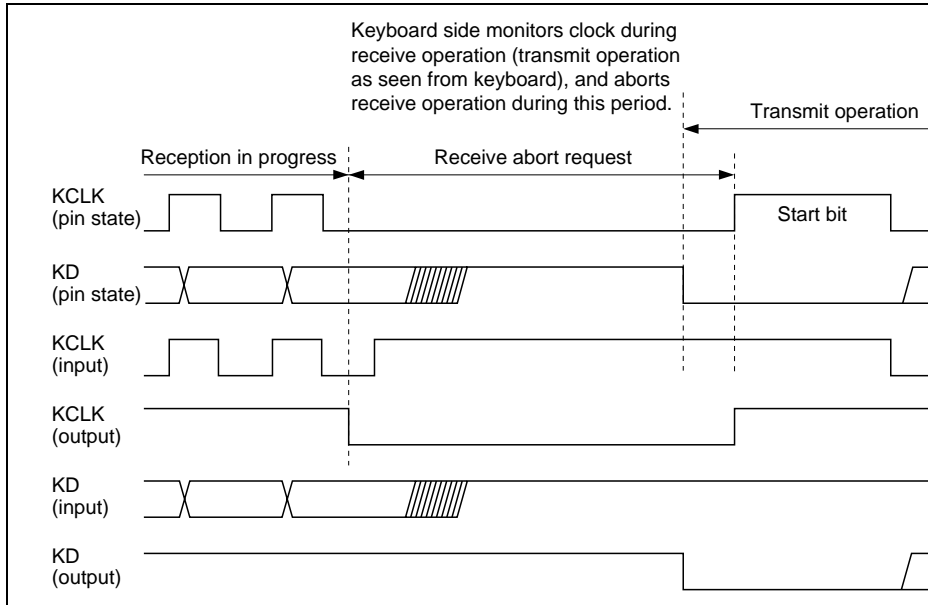 Keyboard side monitors clock during
receive operation (transmit operation
as seen from keyboard), and aborts
receive operation during this period.
Transmit operation
Reception in progress
Receive abort request
KCLK
(pin state)
Start bit
KD
(pin state)
KCLK
(input)
KCLK
(output)
KD
(input)
KD
(output)